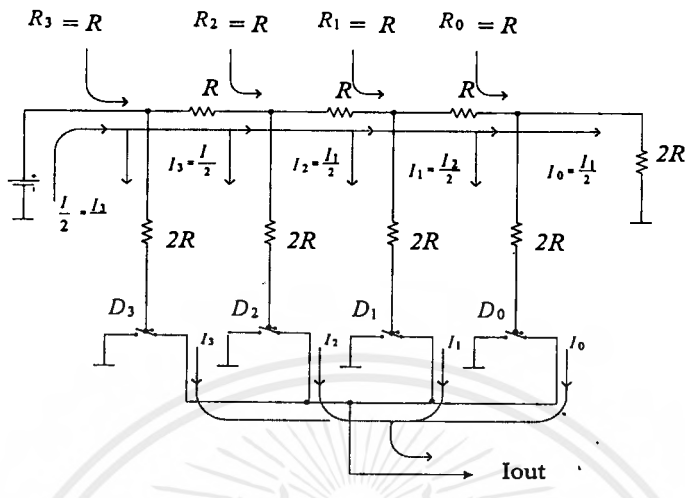 R₃ = R
R₂ = R
R₁ = R
R₀ = R
R
R
R
I/2 = I₃
I₃ = I/2
I₂ = I₁/2
I₁ = I₂/2
I₀ = I₁/2
2R
2R
2R
2R
2R
D₃
D₂
D₁
D₀
I₃
I₂
I₁
I₀
Iout